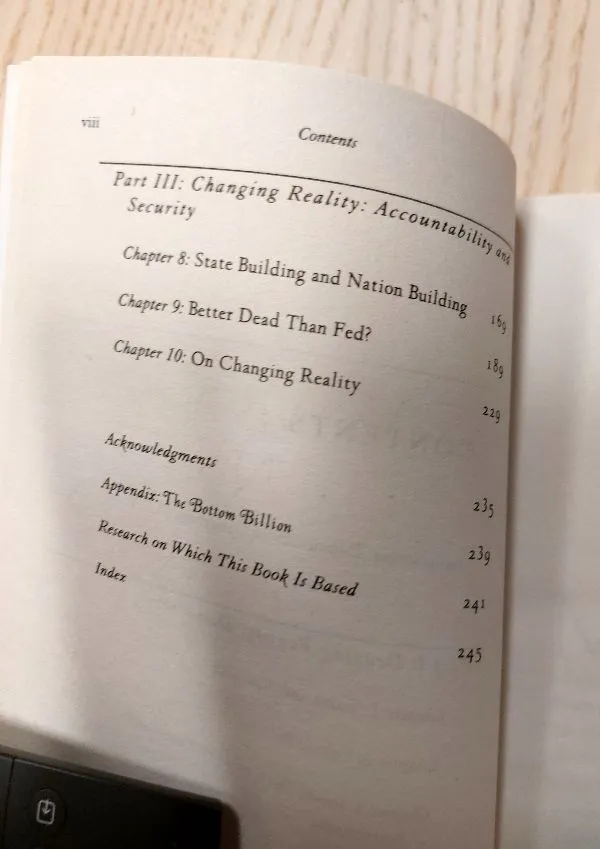 viii
Contents
Part III: Changing Reality: Accountability and
Security
Chapter 8: State Building and Nation Building 169
Chapter 9: Better Dead Than Fed? 189
Chapter 10: On Changing Reality 229
Acknowledgments 235
Appendix: The Bottom Billion 239
Research on Which This Book Is Based 241
Index 245